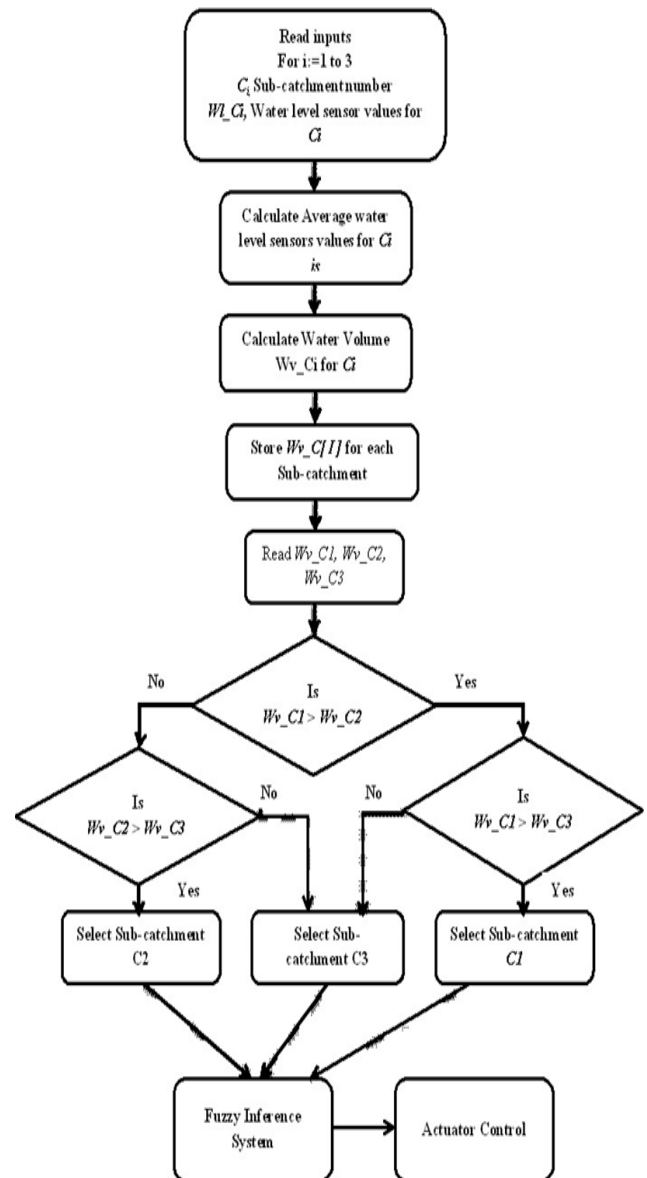 Read inputs
For i:=1 to 3
Ci Sub-catchment number
Wl_Ci, Water level sensor values for
Ci
Calculate Average water
level sensors values for Ci
is
Calculate Water Volume
Wv_Ci for Ci
Store Wv_C[I] for each
Sub-catchment
Read Wv_C1, Wv_C2,
Wv_C3
No
Yes
Is
Wv_C1 > Wv_C2
No
No
Is
Wv_C2 > Wv_C3
Is
Wv_C1 > Wv_C3
Yes
Yes
Select Sub-catchment
C2
Select Sub-
catchment C3
Select Sub-catchment
C1
Fuzzy Inference
System
Actuator Control